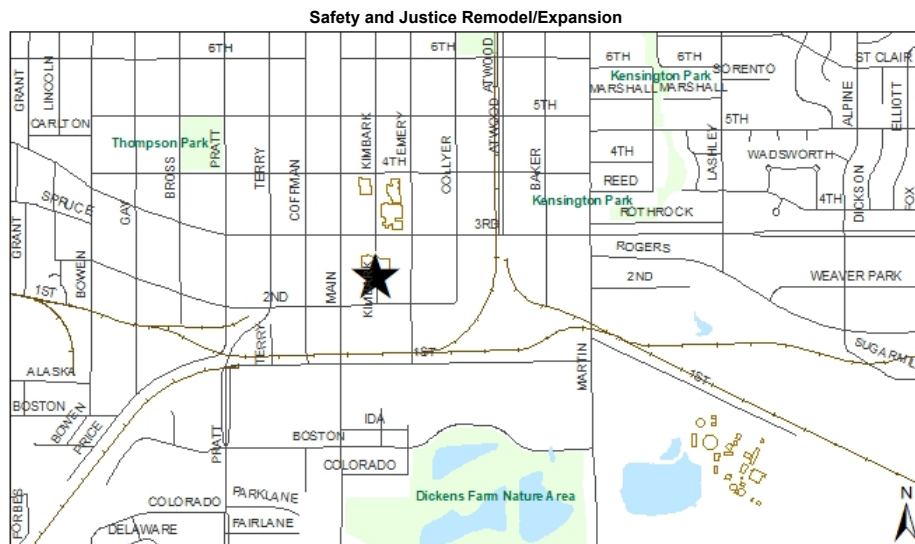 Safety and Justice Remodel/Expansion
6TH
6TH
6TH
6TH
ATWOOD
ST CLAIR
SORENTO
Kensington Park
MARSHALL
MARSHALL
GRANT
LINCOLN
5TH
5TH
ALPINE
ELLIOTT
CARLTON
Thompson Park
PRATT
KIMBARK
EMERY
ATWOOD
BROSS
TERRY
COFFMAN
4TH
COLLYER
BAKER
4TH
REED
LASHLEY
WADSWORTH
4TH
DICKSON
FOX
SPRUCE
GAY
GRANT
BOWEN
3RD
Kensington Park
ROTHROCK
ROGERS
2ND
WEAVER PARK
1ST
2ND
MAIN
KIMBARK
TERRY
1ST
MARTIN
1ST
SUGARMIL
ALASKA
BOSTON
BOWEN
PRICE
PRATT
IDA
BOSTON
COLORADO
Dickens Farm Nature Area
FORBES
COLORADO
PARKLANE
DELAWARE
FAIRLANE
N